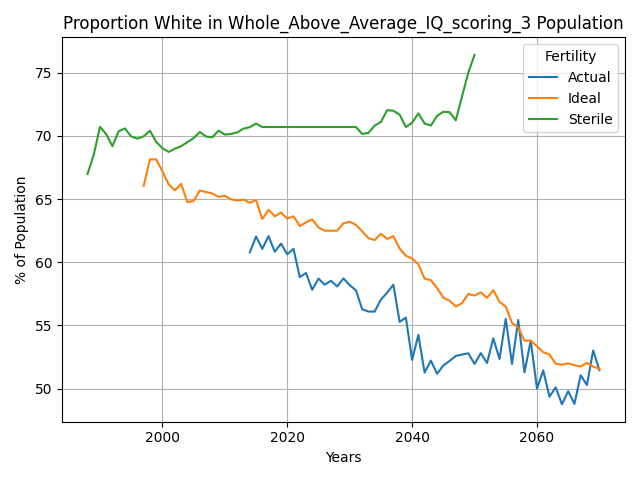 Proportion White in Whole_Above_Average_IQ_scoring_3 Population
Fertility
Actual
Ideal
Sterile
% of Population
75
70
65
60
55
50
2000
2020
2040
2060
Years